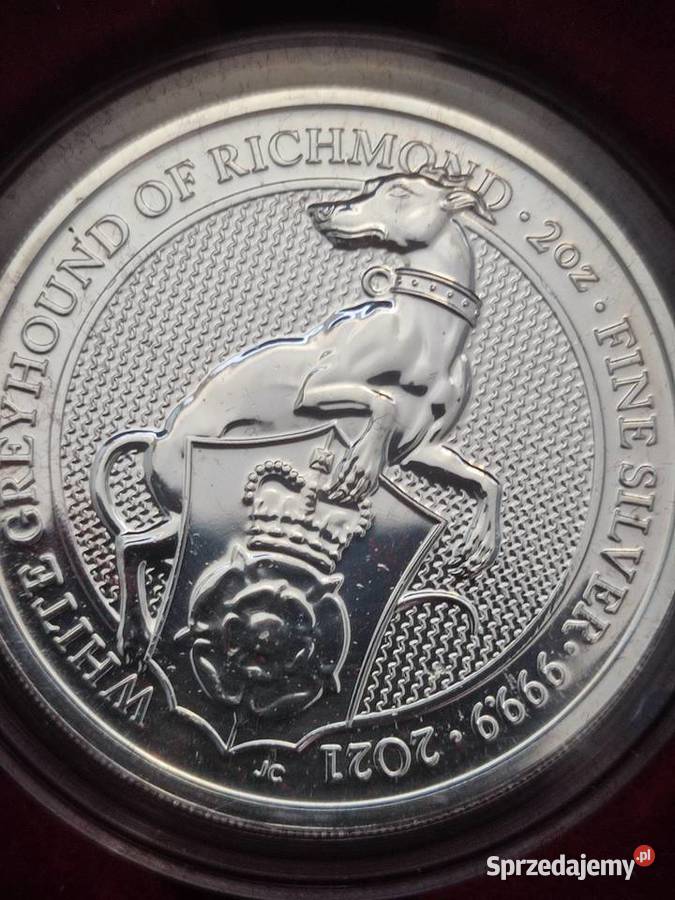 WHITE GREYHOUND OF RICHMOND · 2OZ · FINE SILVER · 9999 · 2021
JC
Sprzedajemy.pl